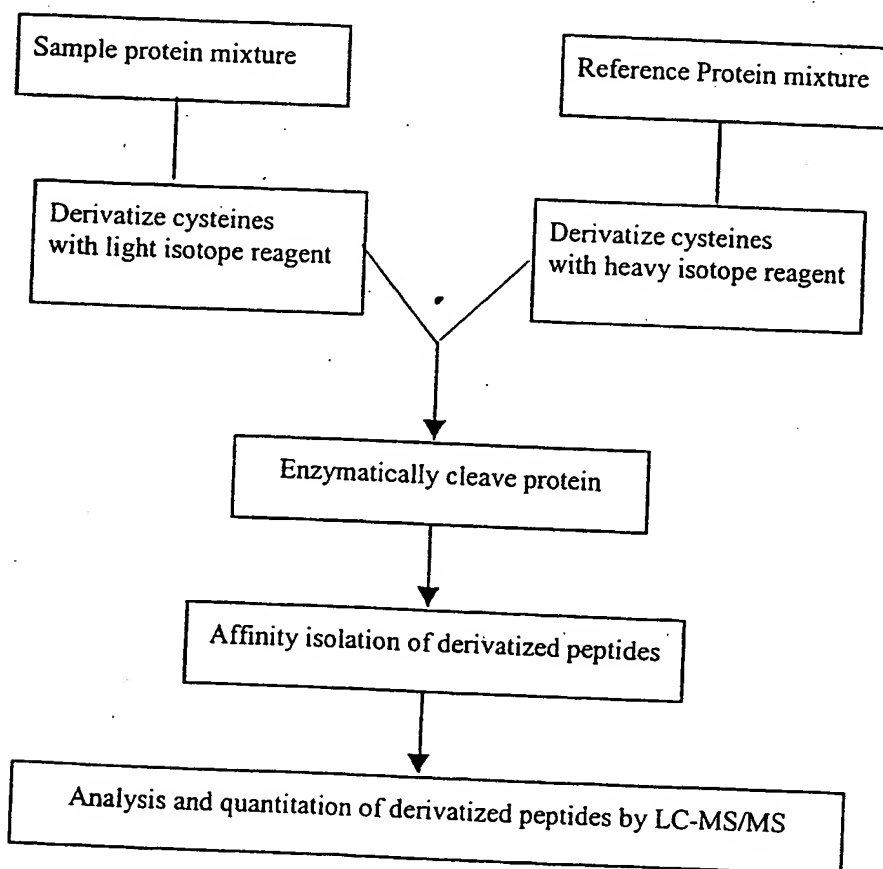 Sample protein mixture
Reference Protein mixture
Derivatize cysteines
with light isotope reagent
Derivatize cysteines
with heavy isotope reagent
Enzymatically cleave protein
Affinity isolation of derivatized peptides
Analysis and quantitation of derivatized peptides by LC-MS/MS